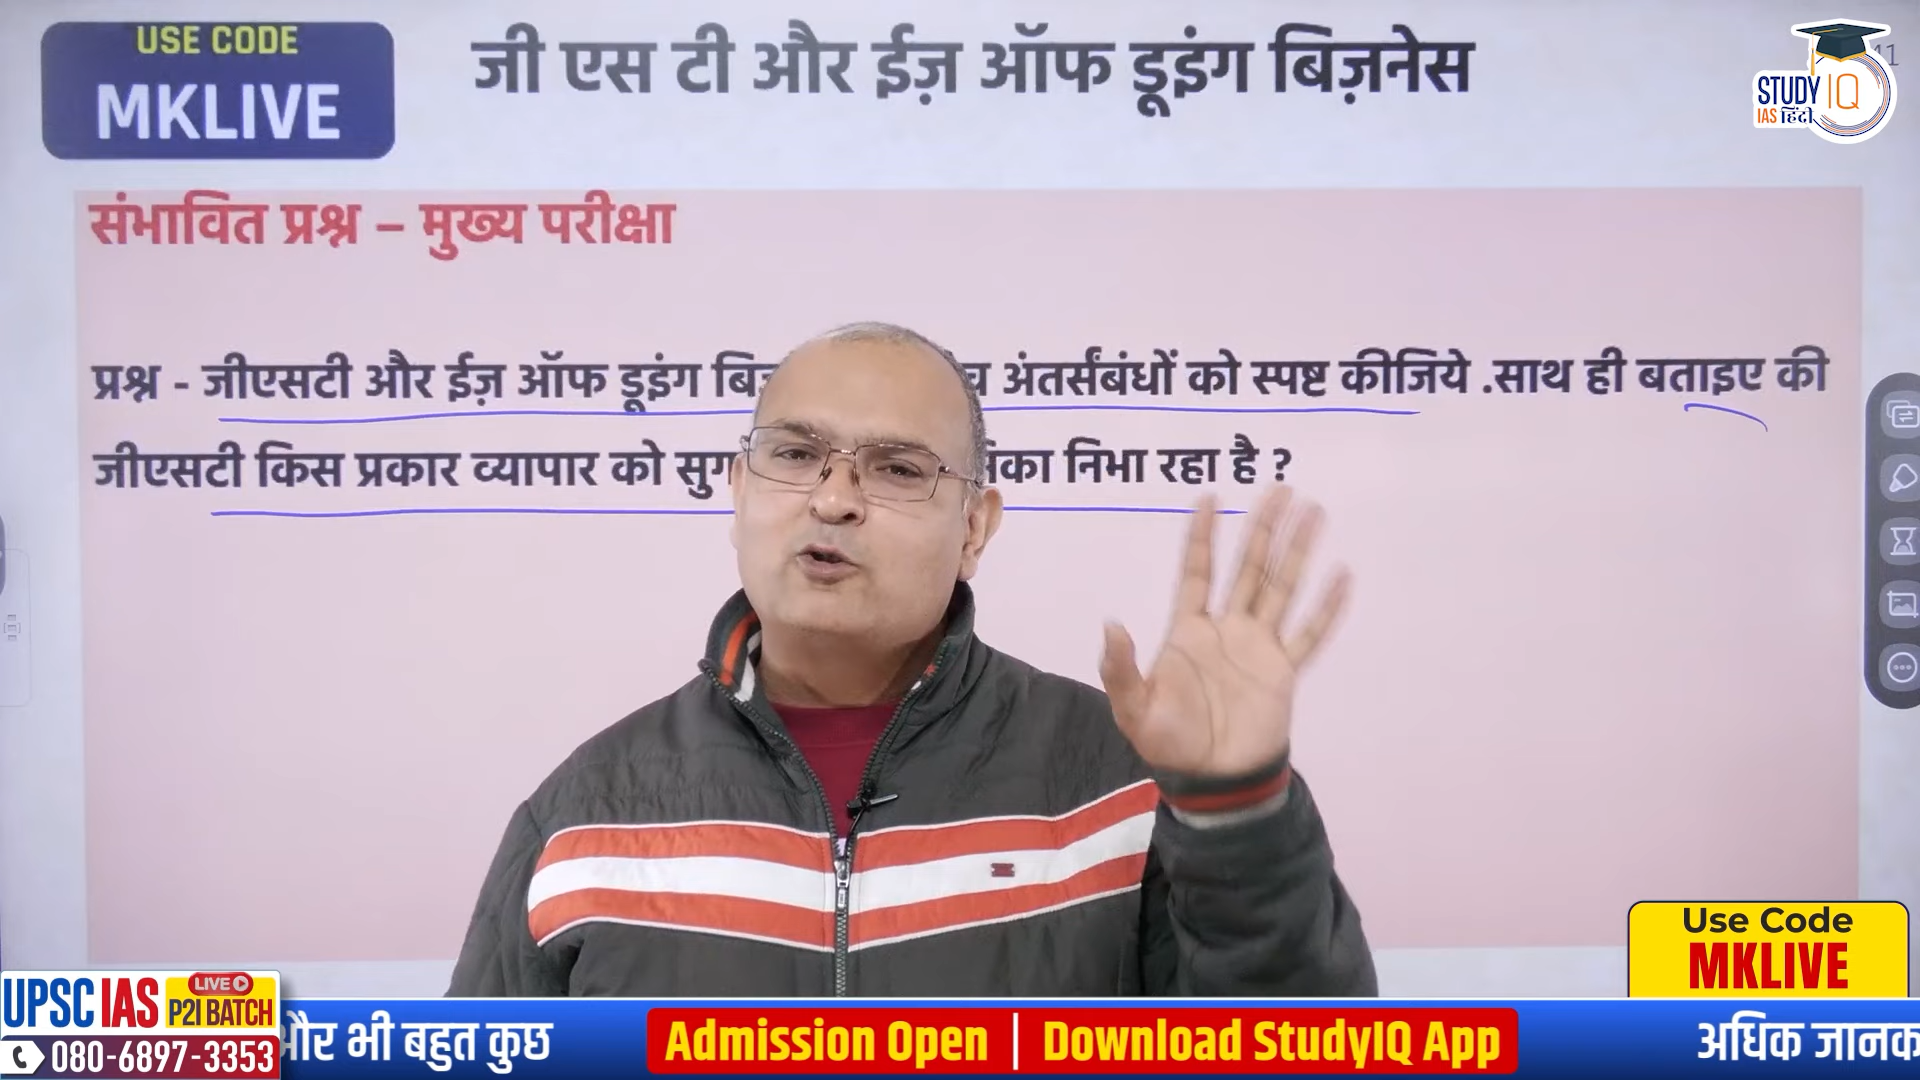 USE CODE
MKLIVE
जी एस टी और ईज़ ऑफ डूइंग बिज़नेस
41
STUDY IQ
IAS हिंदी
संभावित प्रश्न – मुख्य परीक्षा
प्रश्न - जीएसटी और ईज़ ऑफ डूइंग अंतर्संबंधों को स्पष्ट कीजिये .साथ ही बताइए की
जीएसटी किस प्रकार व्यापार को निभा रहा है ?
Use Code
MKLIVE
UPSC IAS LIVE
P2I BATCH
080-6897-3353
और भी बहुत कुछ
Admission Open | Download StudyIQ App
अधिक